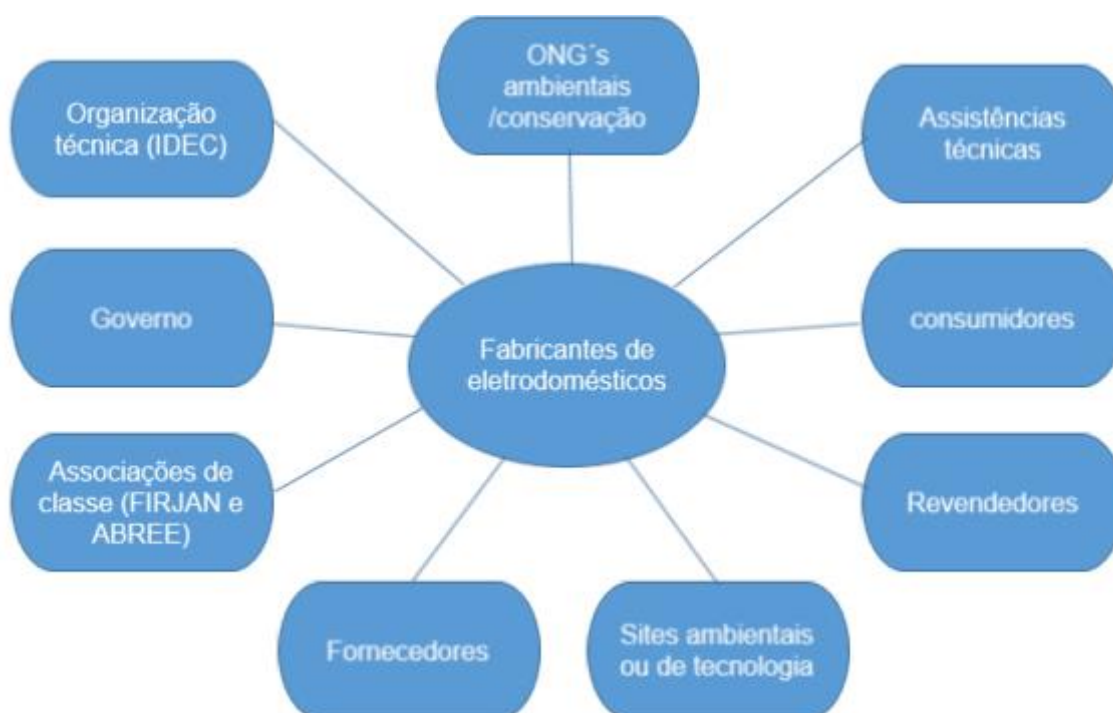 ONG´s
ambientais
/conservação
Organização
técnica (IDEC)
Assistências
técnicas
Governo
consumidores
Fabricantes de
eletrodomésticos
Associações de
classe (FIRJAN e
ABREE)
Revendedores
Fornecedores
Sites ambientais
ou de tecnologia